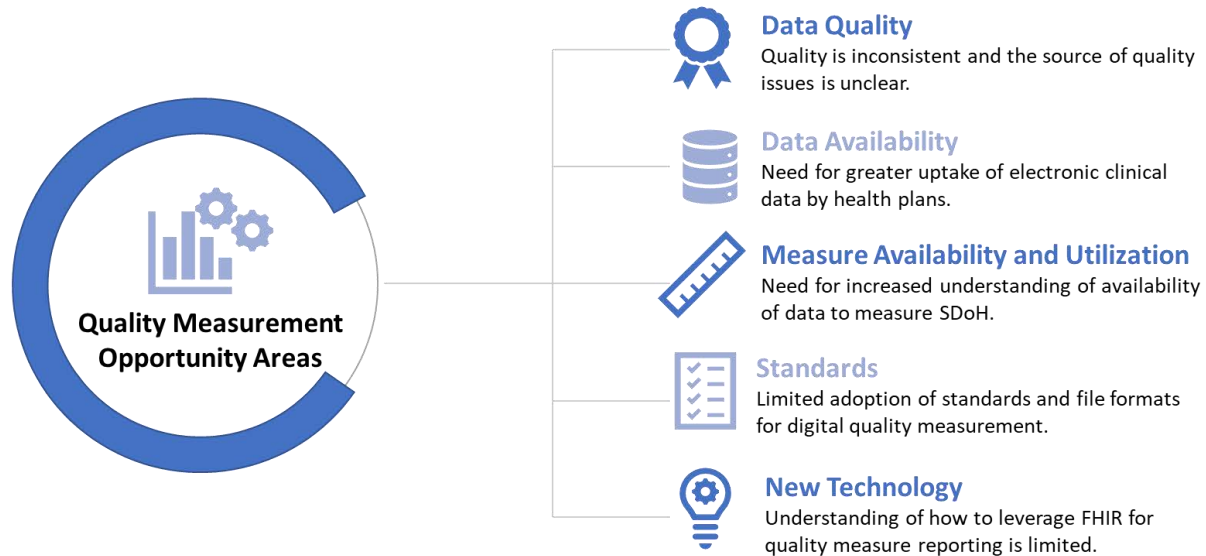 Data Quality
Quality is inconsistent and the source of quality
issues is unclear.
Data Availability
Need for greater uptake of electronic clinical
data by health plans.
Measure Availability and Utilization
Need for increased understanding of availability
of data to measure SDoH.
Quality Measurement
Opportunity Areas
Standards
Limited adoption of standards and file formats
for digital quality measurement.
New Technology
Understanding of how to leverage FHIR for
quality measure reporting is limited.